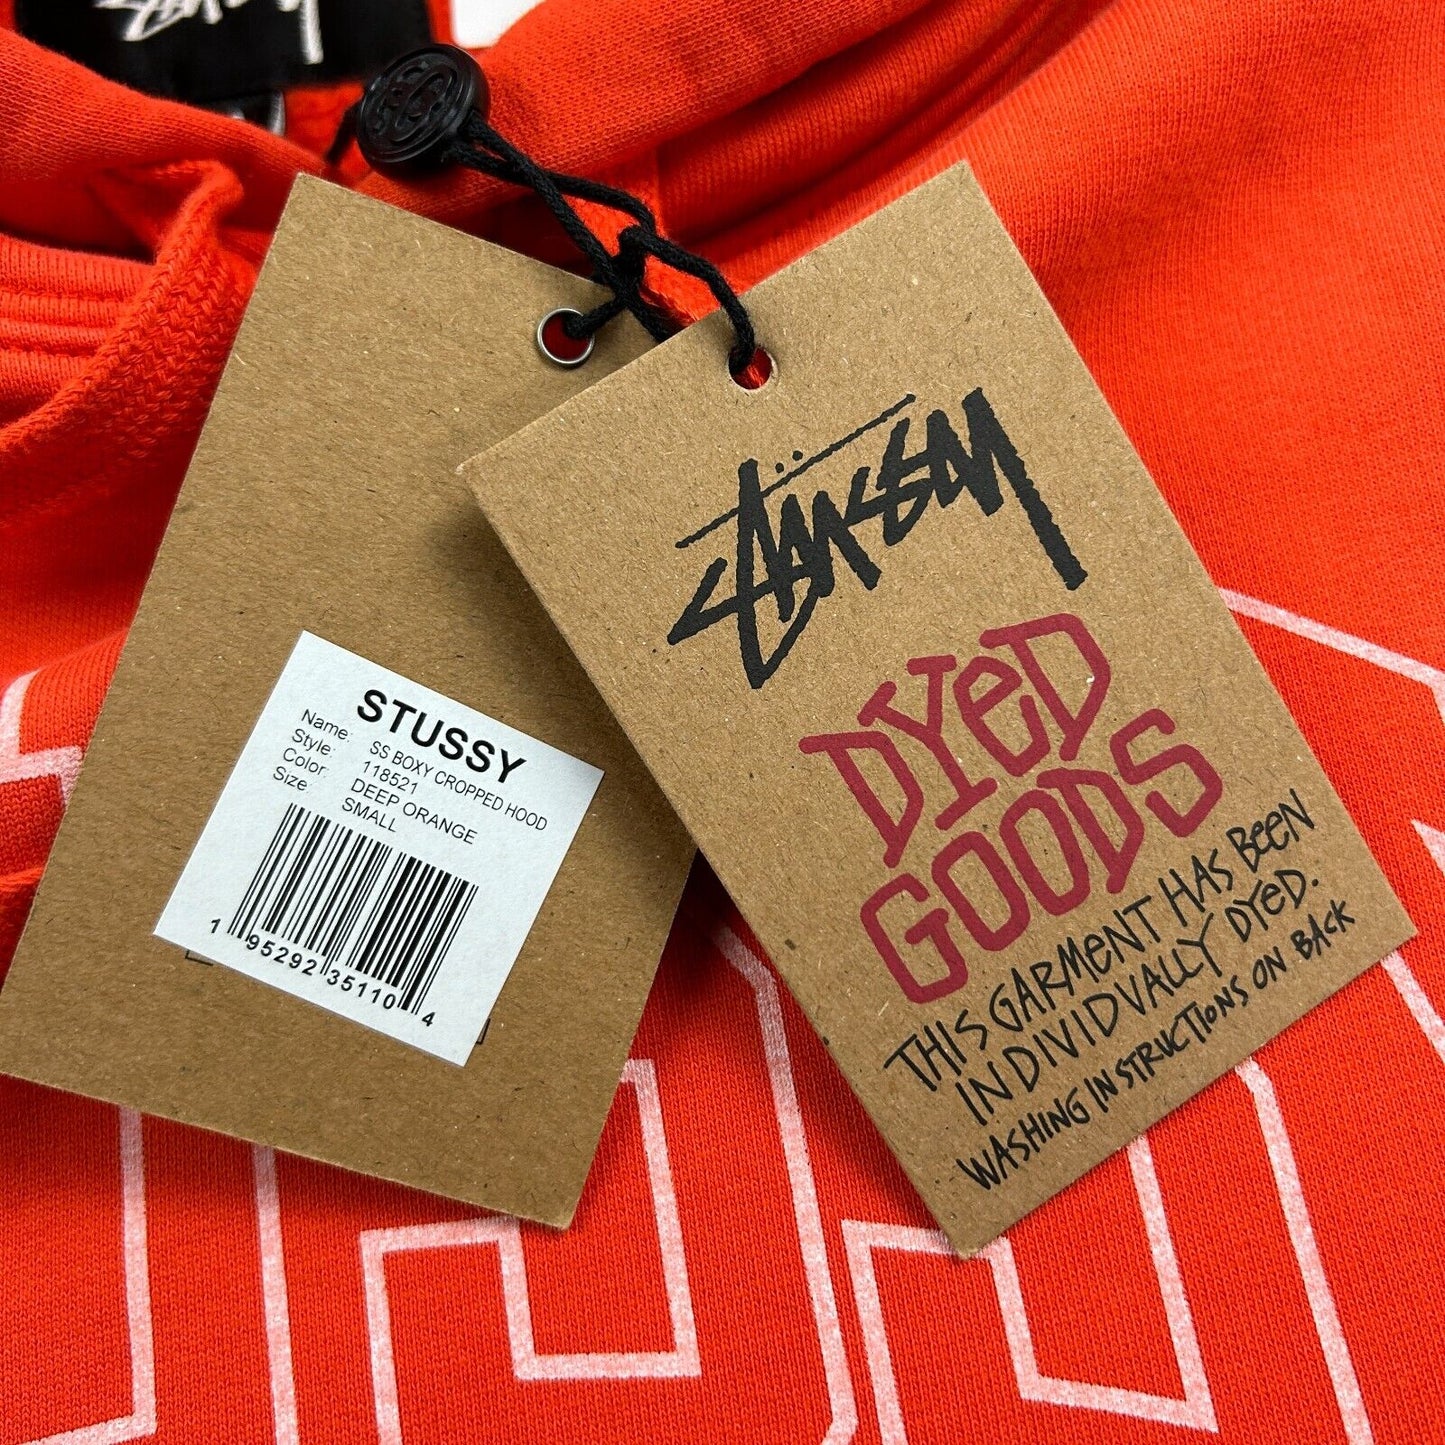 STUSSY
Name: SS BOXY CROPPED HOOD
Style: 118521
Color: DEEP ORANGE
Size: SMALL
1 95292 35110 4
Stüssy
DYED
GOODS
THIS GARMENT HAS BEEN
INDIVIDVALLY DYED.
WASHING INSTRUCTIONS ON BACK